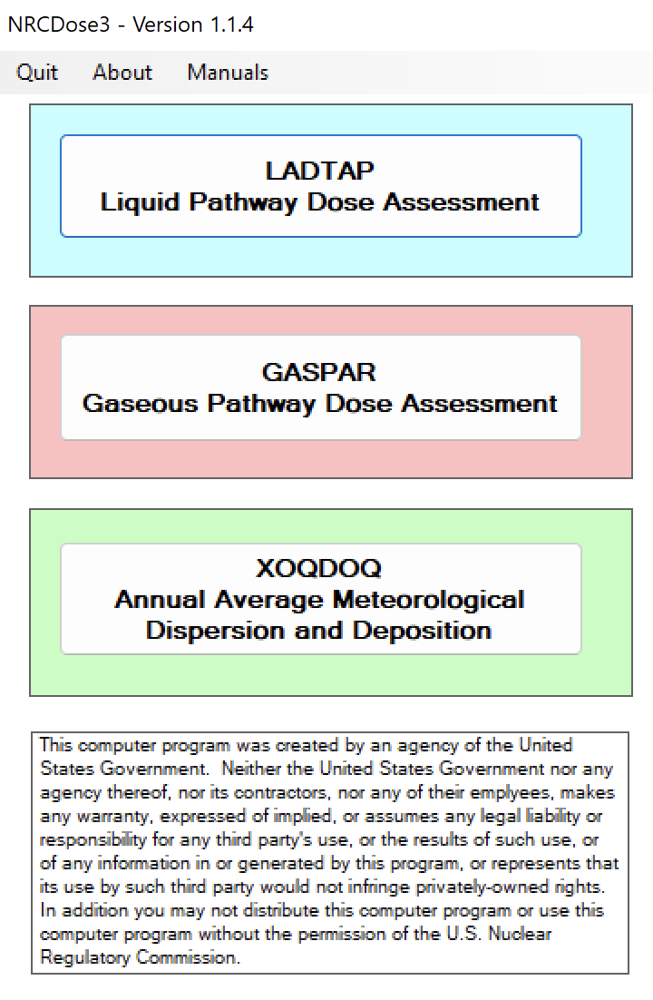 NRCDose3 - Version 1.1.4
Quit About Manuals
LADTAP
Liquid Pathway Dose Assessment
GASPAR
Gaseous Pathway Dose Assessment
XOQDOQ
Annual Average Meteorological
Dispersion and Deposition
This computer program was created by an agency of the United
States Government.  Neither the United States Government nor any
agency thereof, nor its contractors, nor any of their emplyees, makes
any warranty, expressed of implied, or assumes any legal liability or
responsibility for any third party's use, or the results of such use, or
of any information in or generated by this program, or represents that
its use by such third party would not infringe privately-owned rights.
In addition you may not distribute this computer program or use this
computer program without the permission of the U.S. Nuclear
Regulatory Commission.